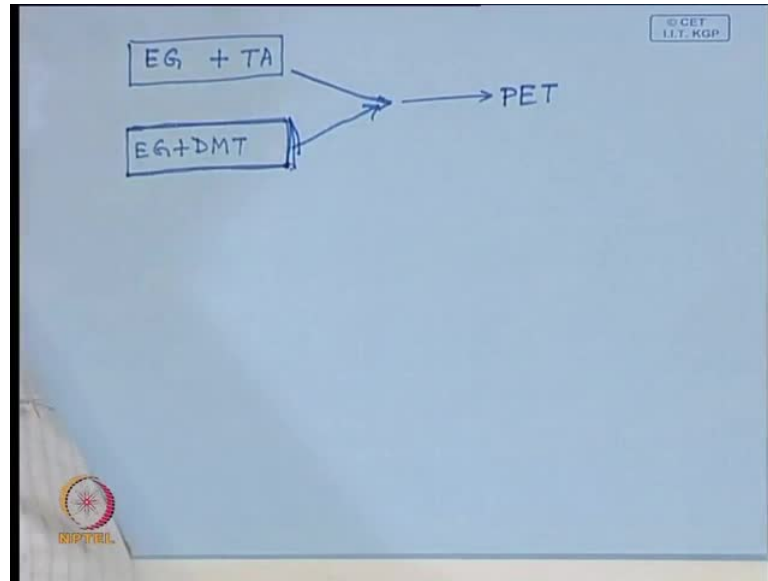 © CET
I.I.T. KGP
EG + TA
→ PET
EG+DMT
NPTEL